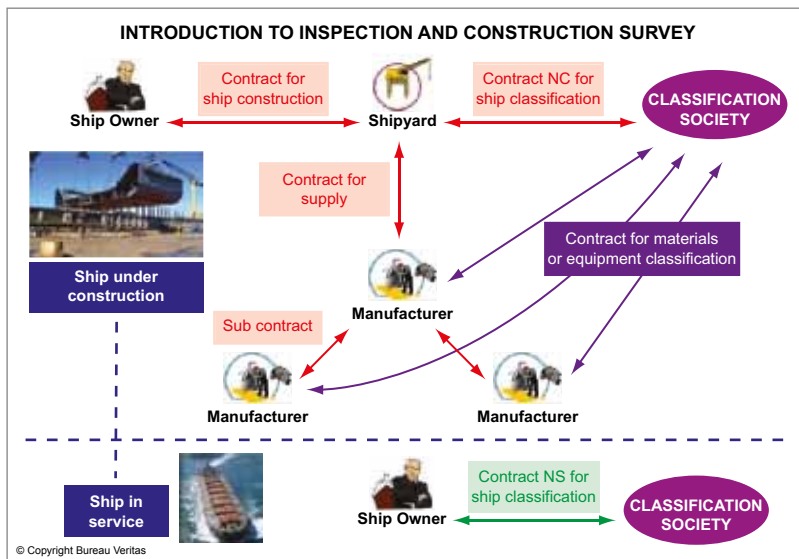 INTRODUCTION TO INSPECTION AND CONSTRUCTION SURVEY
Contract for
ship construction
Contract NC for
ship classification
CLASSIFICATION
SOCIETY
Ship Owner
Shipyard
Contract for
supply
Contract for materials
or equipment classification
Ship under
construction
Manufacturer
Sub contract
Manufacturer
Manufacturer
Ship in
service
Contract NS for
ship classification
Ship Owner
CLASSIFICATION
SOCIETY
© Copyright Bureau Veritas